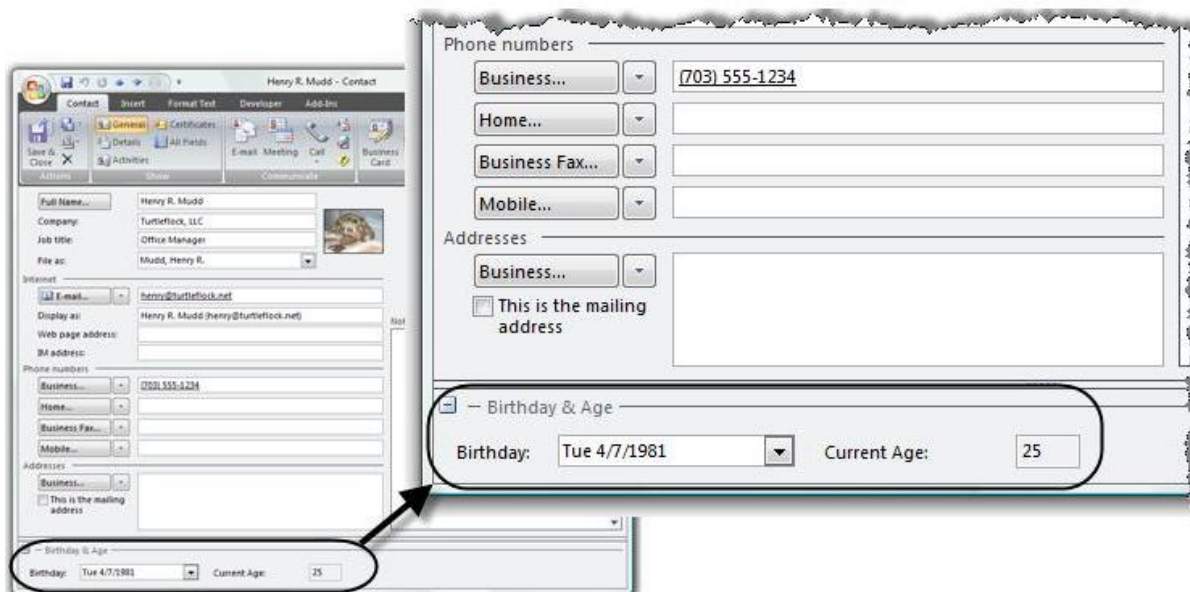 Henry R. Mudd - Contact
Contact Insert Format Text Developer Add-Ins
Save & Close
General
Details
Activities
Certificates
All Fields
E-mail Meeting Call
Business Card
Actions Show Communicate
Full Name... Henry R. Mudd
Company: Turtleflock, LLC
Job title: Office Manager
File as: Mudd, Henry R.
Internet
E-mail... henry@turtleflock.net
Display as: Henry R. Mudd (henry@turtleflock.net)
Web page address:
IM address:
Phone numbers
Business... (703) 555-1234
Home...
Business Fax...
Mobile...
Addresses
Business...
This is the mailing
address
Birthday & Age
Birthday: Tue 4/7/1981 Current Age: 25
Phone numbers
Business... (703) 555-1234
Home...
Business Fax...
Mobile...
Addresses
Business...
This is the mailing
address
Birthday & Age
Birthday: Tue 4/7/1981 Current Age: 25